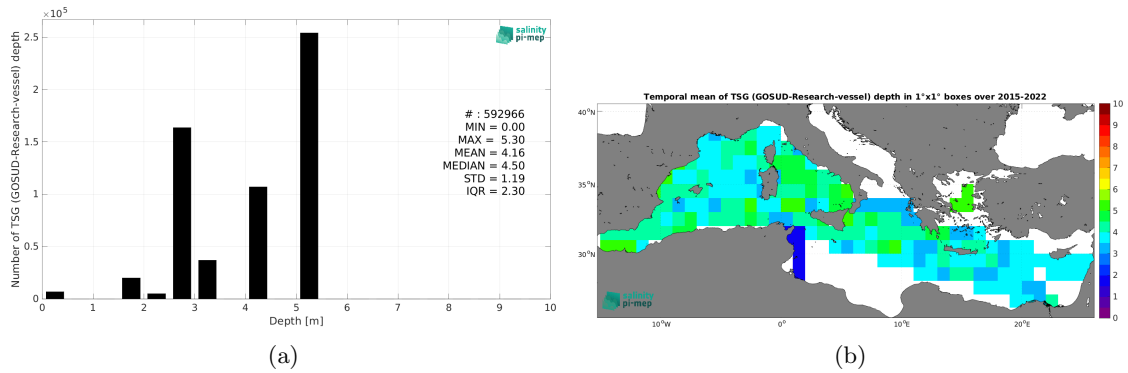 ×10^5
2.5
2
1.5
1
0.5
0
Number of TSG (GOSUD-Research-vessel) depth
salinity
pi-mep
# : 592966
MIN = 0.00
MAX = 5.30
MEAN = 4.16
MEDIAN = 4.50
STD = 1.19
IQR = 2.30
0 1 2 3 4 5 6 7 8 9 10
Depth [m]
(a)
Temporal mean of TSG (GOSUD-Research-vessel) depth in 1°x1° boxes over 2015-2022
40°N
35°N
30°N
10°W 0° 10°E 20°E
salinity
pi-mep
10
9
8
7
6
5
4
3
2
1
0
(b)